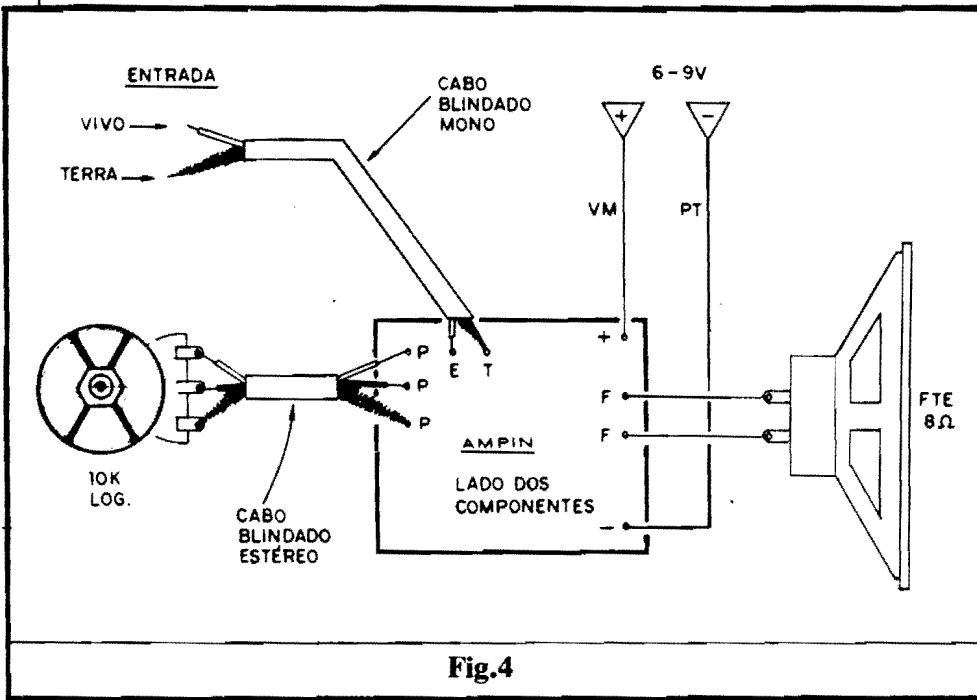 ENTRADA
VIVO
TERRA
CABO
BLINDADO
MONO
6-9V
+
-
VM
PT
P
E
T
+
P
F
P
F
AMPIN
LADO DOS
COMPONENTES
-
FTE
8Ω
10K
LOG.
CABO
BLINDADO
ESTÉREO
Fig.4